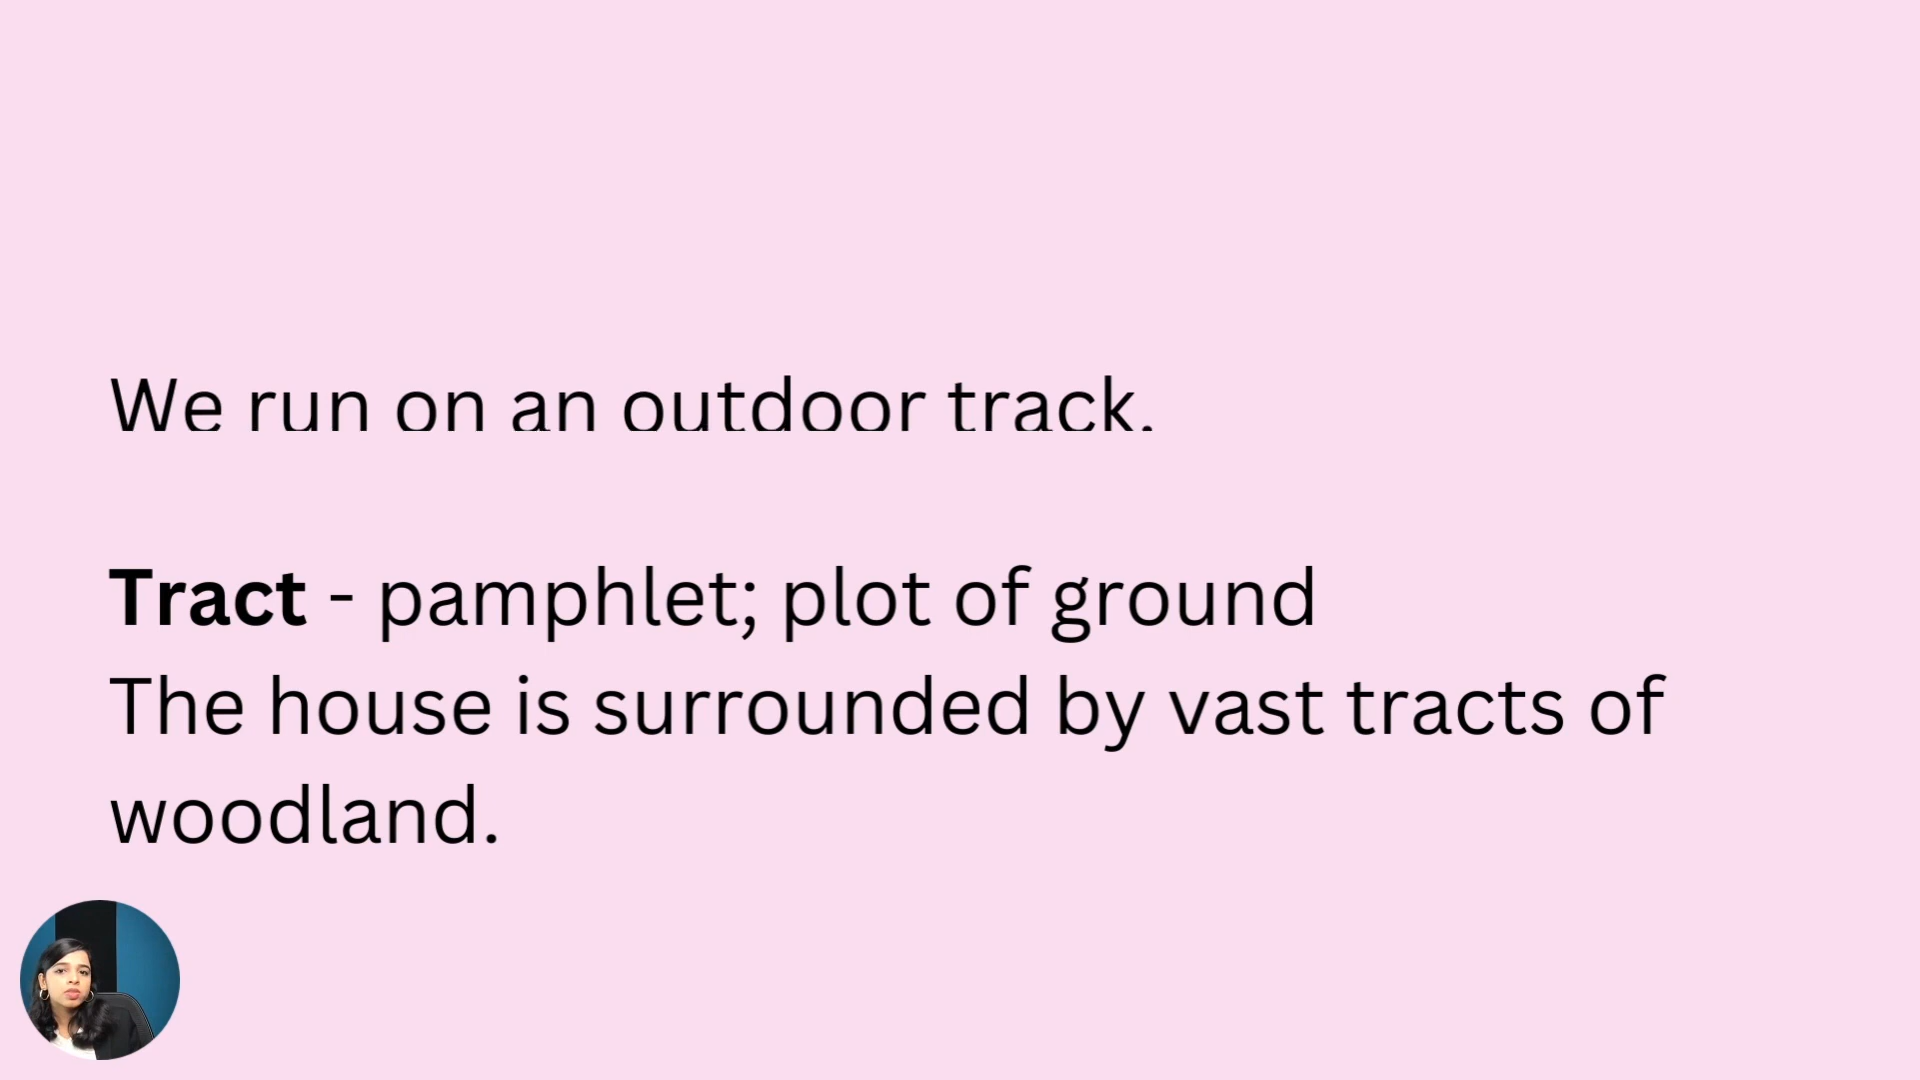 We run on an outdoor track.
Tract - pamphlet; plot of ground
The house is surrounded by vast tracts of
woodland.